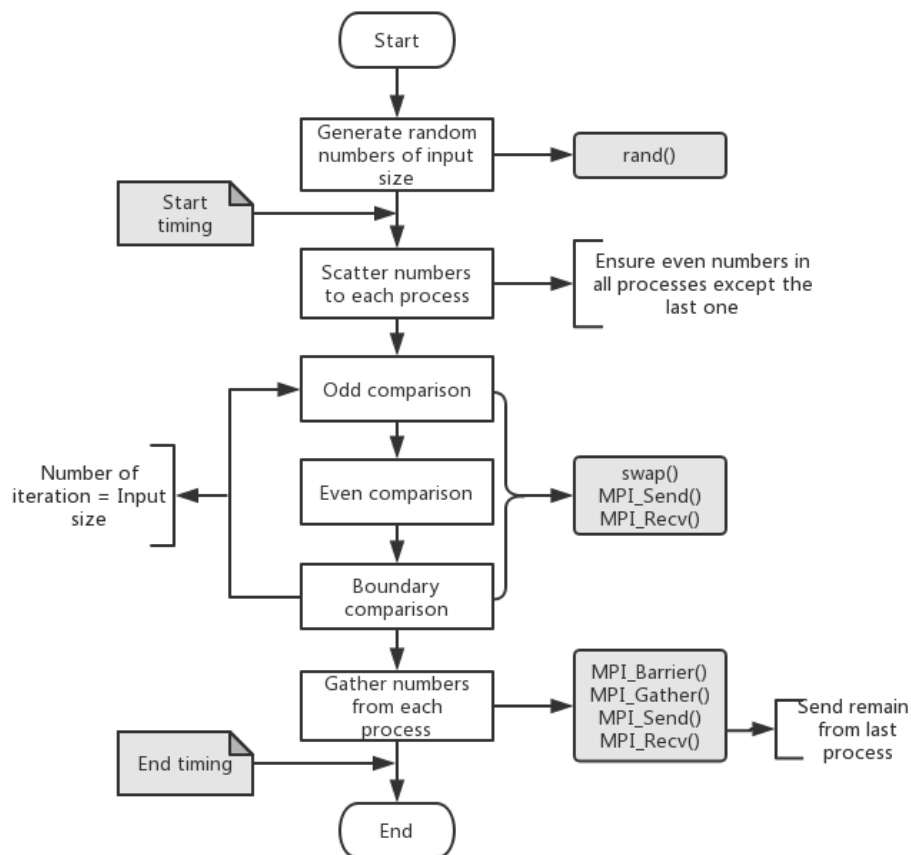 Start
Generate random
numbers of input
size
rand()
Start
timing
Scatter numbers
to each process
Ensure even numbers in
all processes except the
last one
Odd comparison
Number of
iteration = Input
size
Even comparison
swap()
MPI_Send()
MPI_Recv()
Boundary
comparison
Gather numbers
from each
process
MPI_Barrier()
MPI_Gather()
MPI_Send()
MPI_Recv()
Send remain
from last
process
End timing
End